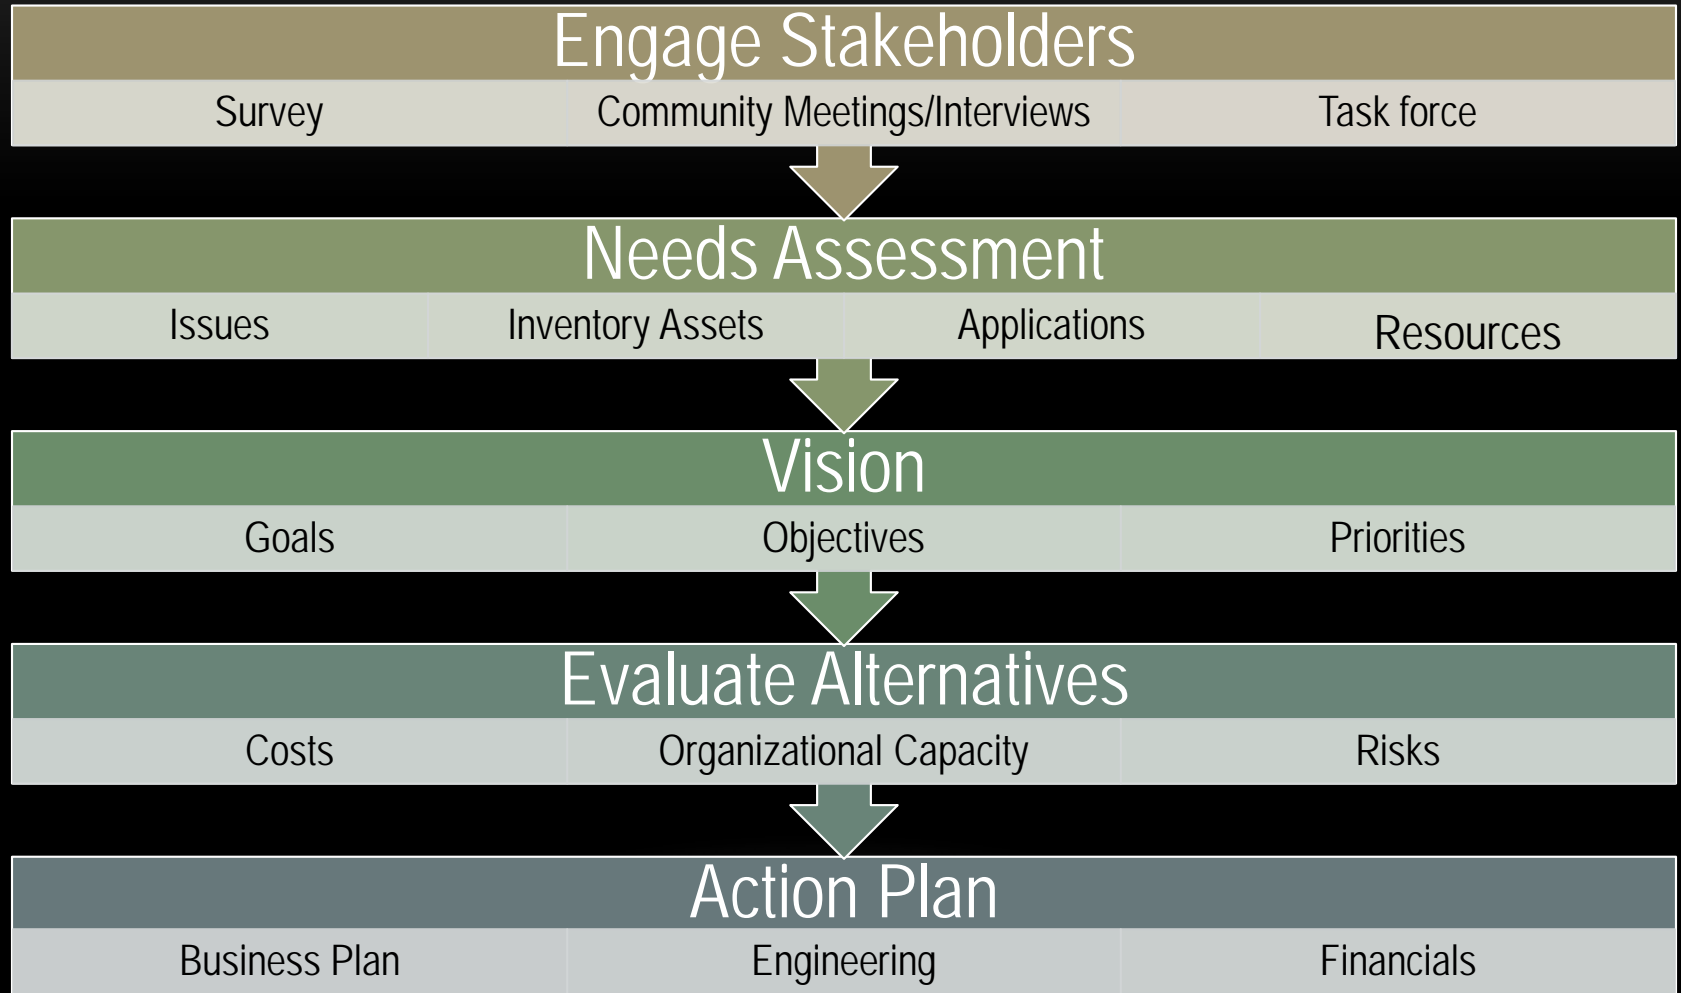 Engage Stakeholders
Survey Community Meetings/Interviews Task force
Needs Assessment
Issues Inventory Assets Applications Resources
Vision
Goals Objectives Priorities
Evaluate Alternatives
Costs Organizational Capacity Risks
Action Plan
Business Plan Engineering Financials